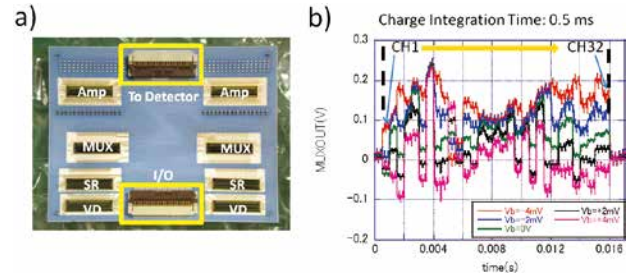 a)
Amp
Amp
To Detector
MUX
MUX
I/O
SR
SR
VD
VD
b)
Charge Integration Time: 0.5 ms
CH1
CH32
MUXOUT(V)
0.3
0.2
0.1
0.0
-0.1
-0.2
0
0.004
0.008
0.012
0.016
time(s)
Vb=-4mV
Vb=+2mV
Vb=-2mV
Vb=+4mV
Vb=0V